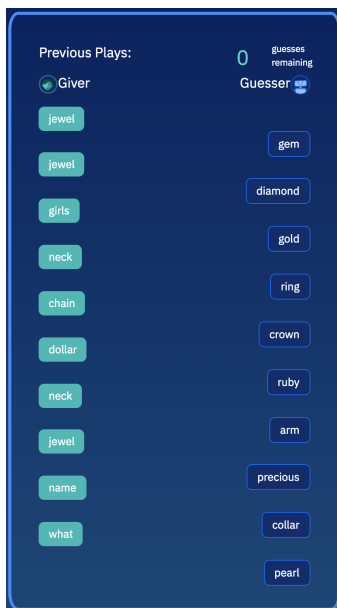 Previous Plays:
0 guesses
remaining
Giver
Guesser
jewel
gem
jewel
diamond
girls
gold
neck
ring
chain
crown
dollar
ruby
neck
arm
jewel
precious
name
collar
what
pearl